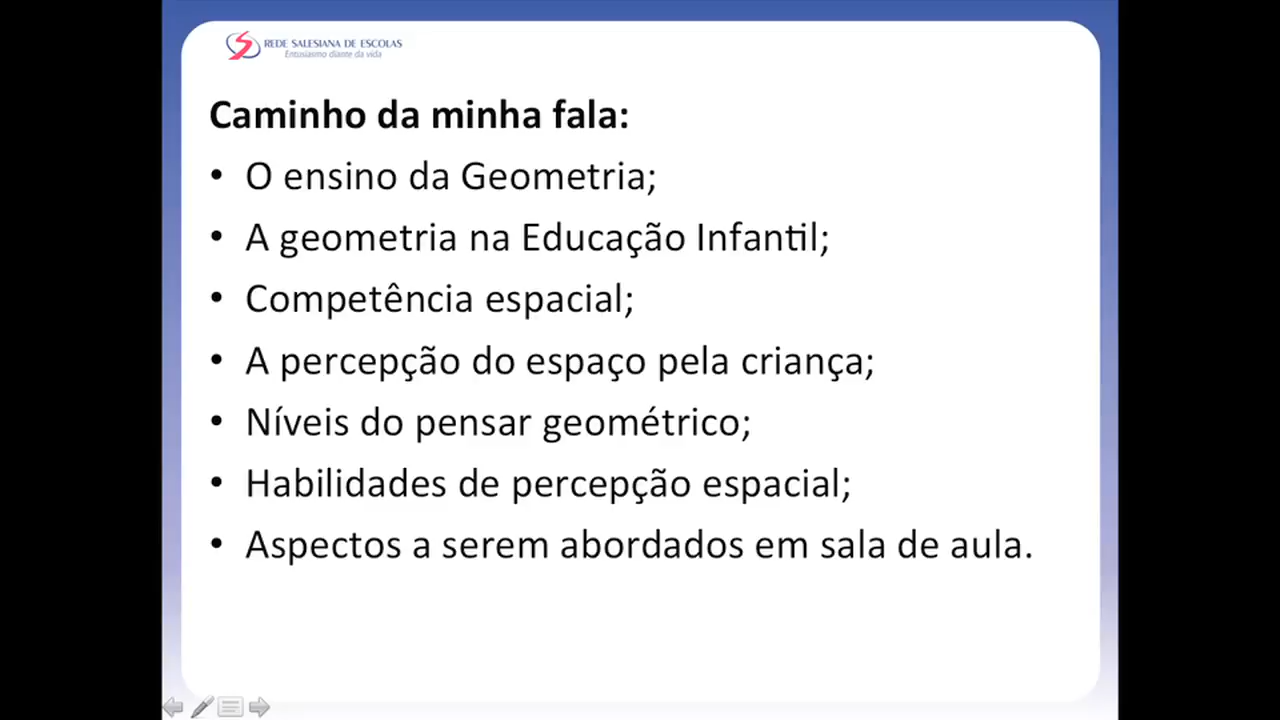 REDE SALESIANA DE ESCOLAS
Entusiasmo diante da vida
Caminho da minha fala:
• O ensino da Geometria;
• A geometria na Educação Infantil;
• Competência espacial;
• A percepção do espaço pela criança;
• Níveis do pensar geométrico;
• Habilidades de percepção espacial;
• Aspectos a serem abordados em sala de aula.